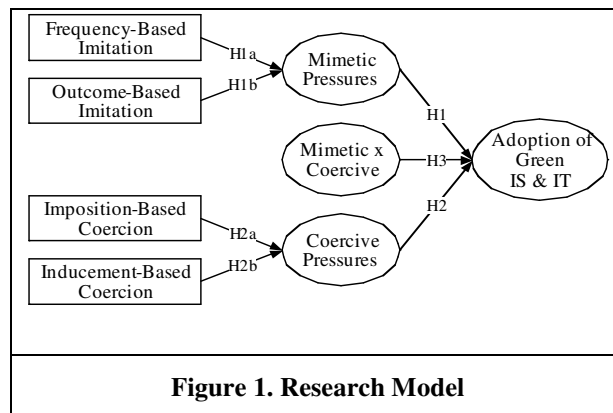 Frequency-Based
Imitation
H1a
Outcome-Based
Imitation
H1b
Mimetic
Pressures
H1
Mimetic x
Coercive
H3
Adoption of
Green
IS & IT
Imposition-Based
Coercion
H2a
Inducement-Based
Coercion
H2b
Coercive
Pressures
H2
Figure 1. Research Model